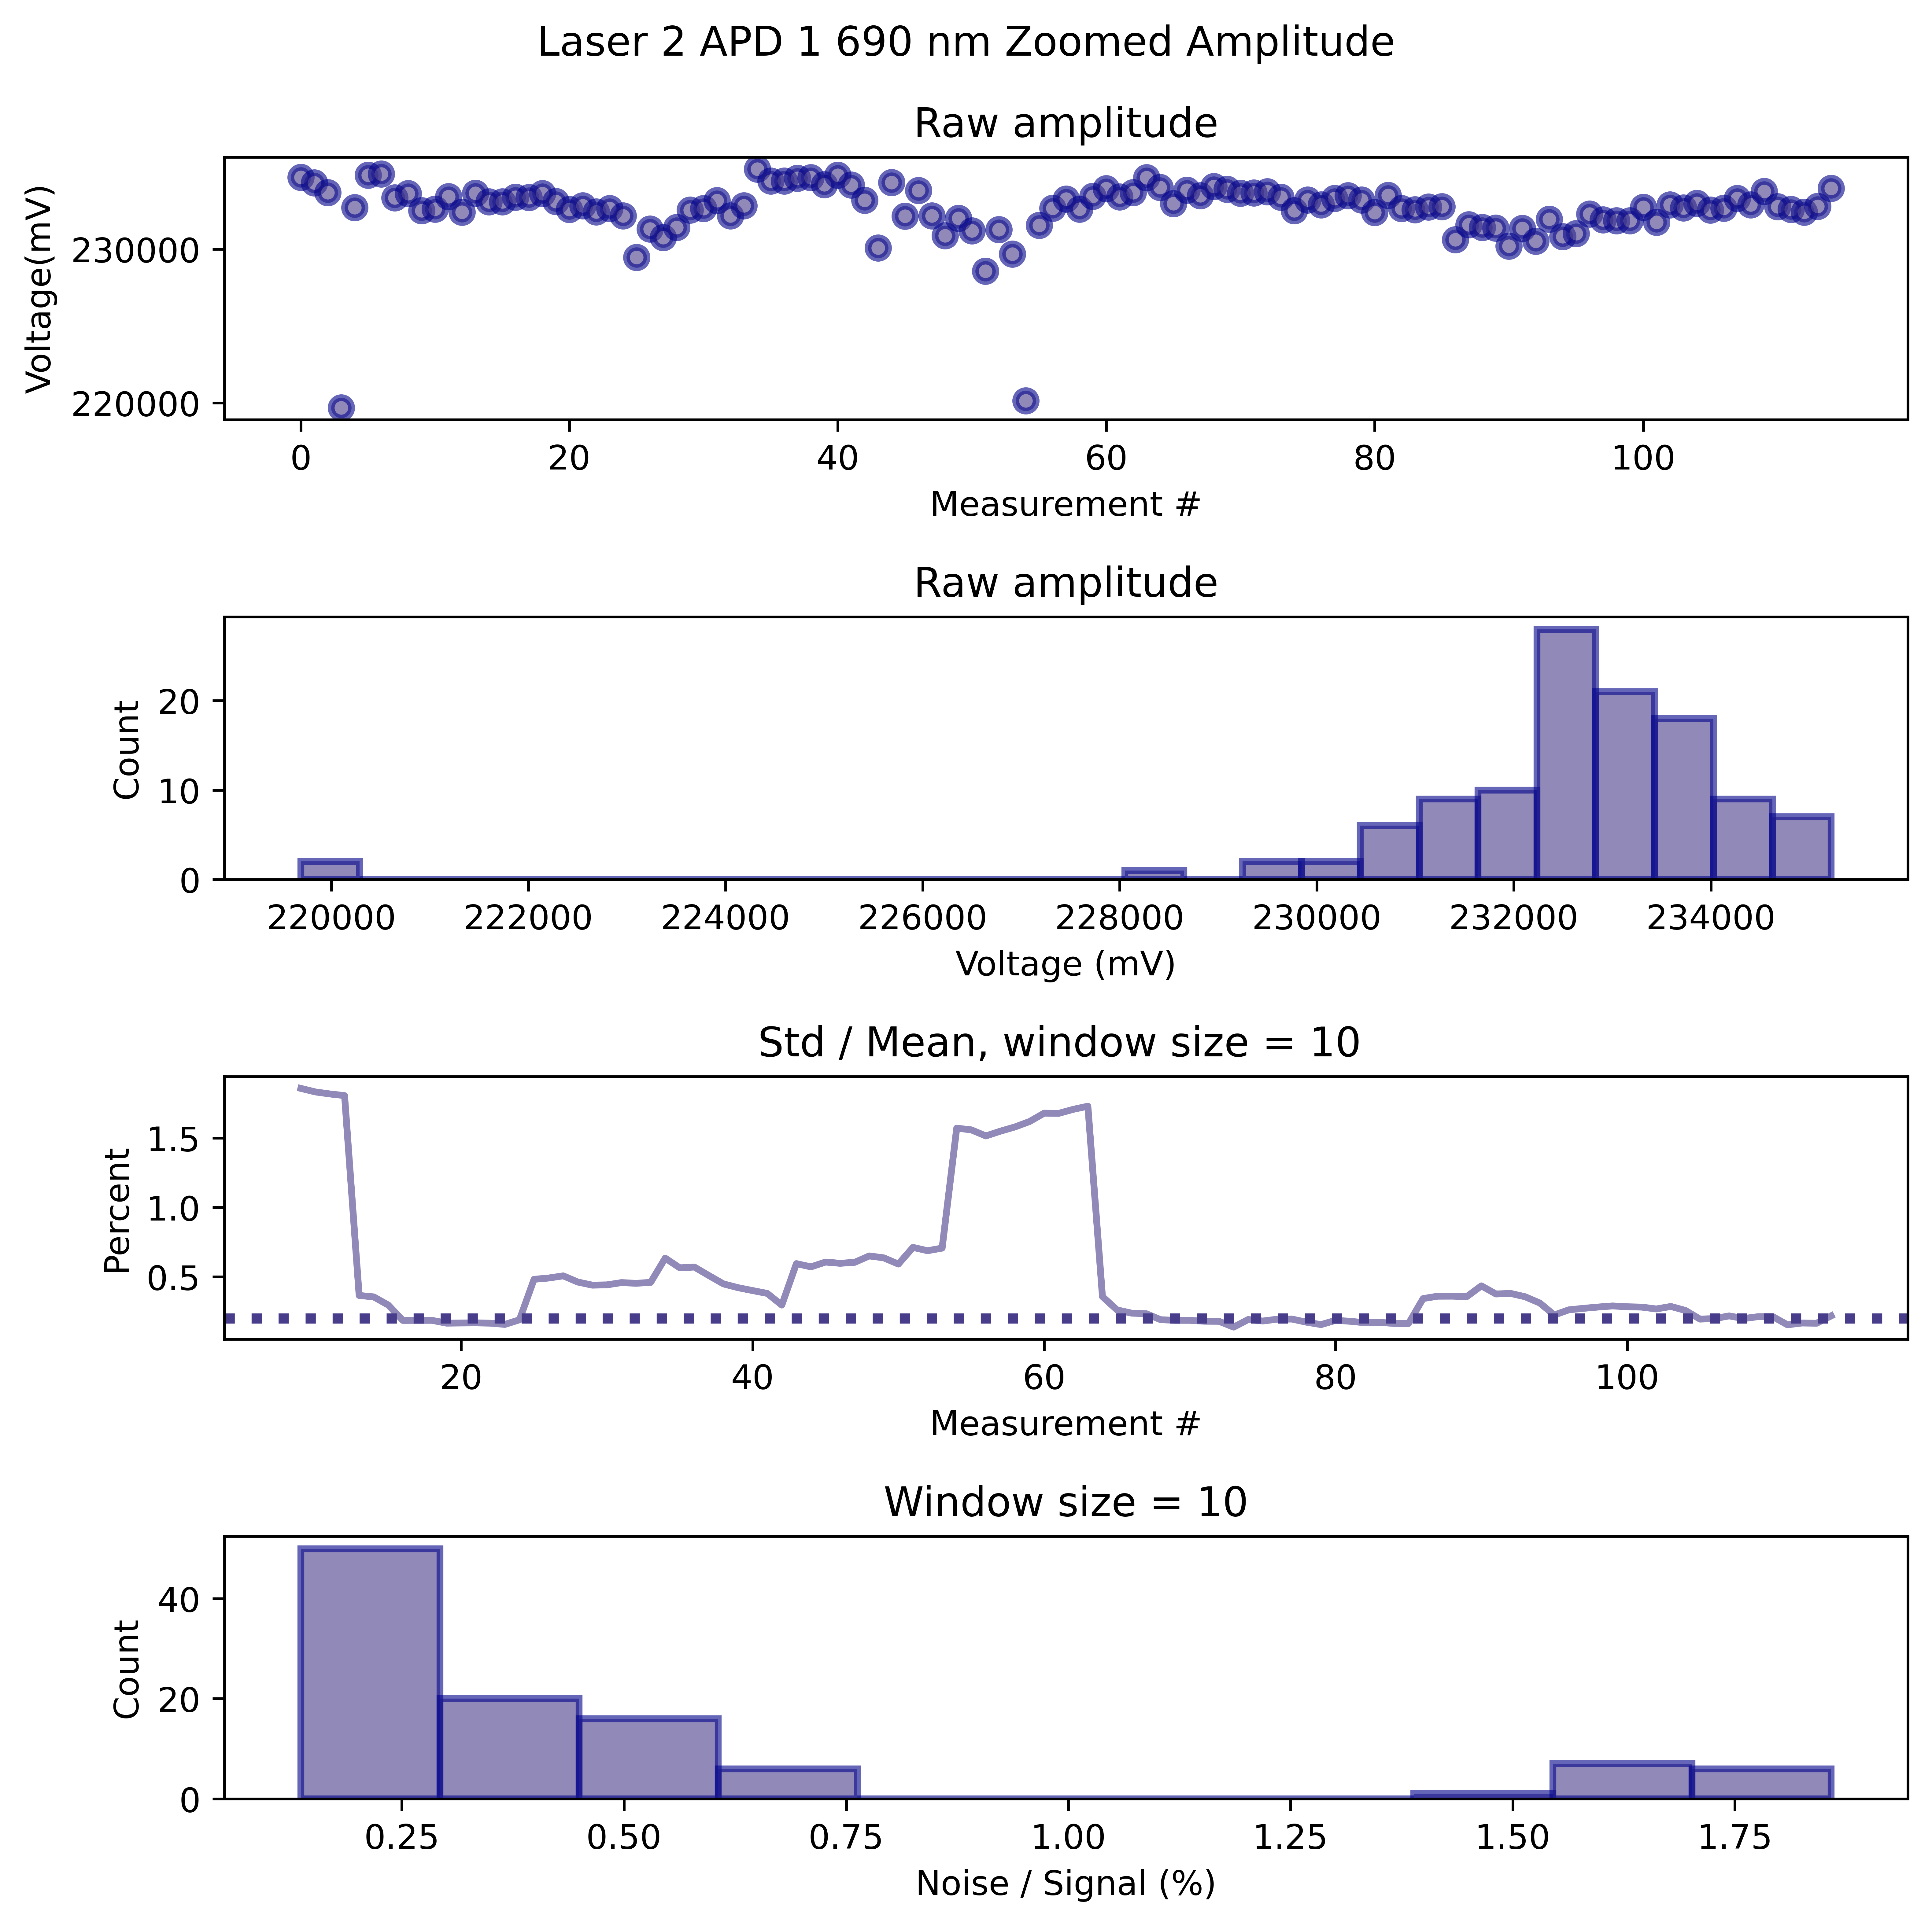 Laser 2 APD 1 690 nm Zoomed Amplitude
Raw amplitude
Voltage(mV)
230000
220000
0 20 40 60 80 100
Measurement #
Raw amplitude
Count
20
10
0
220000 222000 224000 226000 228000 230000 232000 234000
Voltage (mV)
Std / Mean, window size = 10
Percent
1.5
1.0
0.5
20 40 60 80 100
Measurement #
Window size = 10
Count
40
20
0
0.25 0.50 0.75 1.00 1.25 1.50 1.75
Noise / Signal (%)